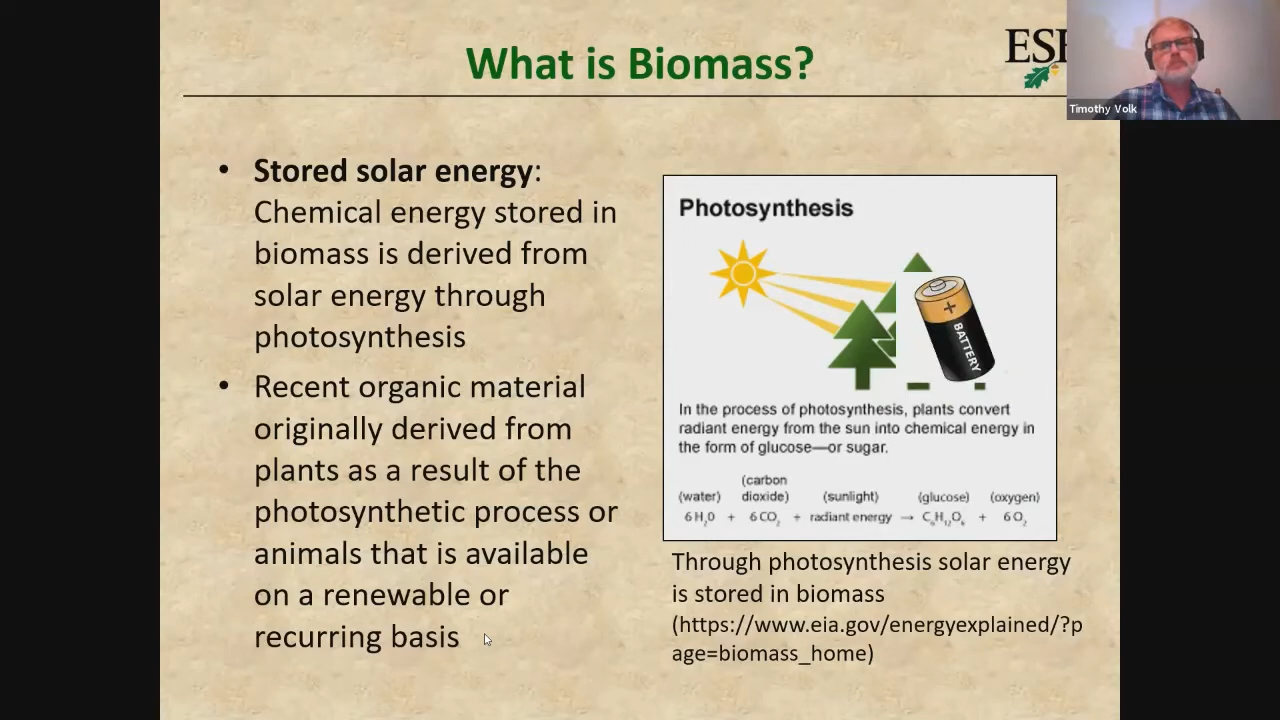 What is Biomass?
ESF
Timothy Volk
• Stored solar energy:
Chemical energy stored in
biomass is derived from
solar energy through
photosynthesis
• Recent organic material
originally derived from
plants as a result of the
photosynthetic process or
animals that is available
on a renewable or
recurring basis
Photosynthesis
+
BATTERY
In the process of photosynthesis, plants convert
radiant energy from the sun into chemical energy in
the form of glucose—or sugar.
(water) (carbon dioxide) (sunlight) (glucose) (oxygen)
6 H₂0 + 6 CO₂ + radiant energy → C₆H₁₂O₆ + 6 O₂
Through photosynthesis solar energy
is stored in biomass
(https://www.eia.gov/energyexplained/?p
age=biomass_home)